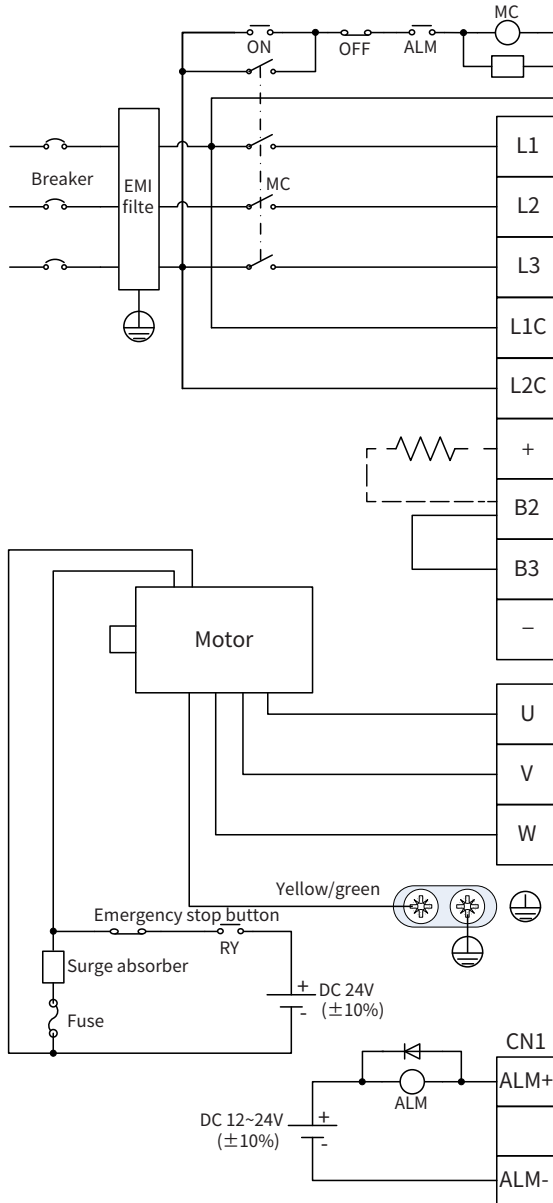 MC
ON
OFF
ALM
L1
Breaker
EMI
filte
MC
L2
L3
L1C
L2C
+
B2
B3
−
Motor
U
V
W
Yellow/green
Emergency stop button
RY
Surge absorber
+
DC 24V
(±10%)
-
Fuse
CN1
ALM+
ALM
DC 12~24V
(±10%)
+
-
ALM-